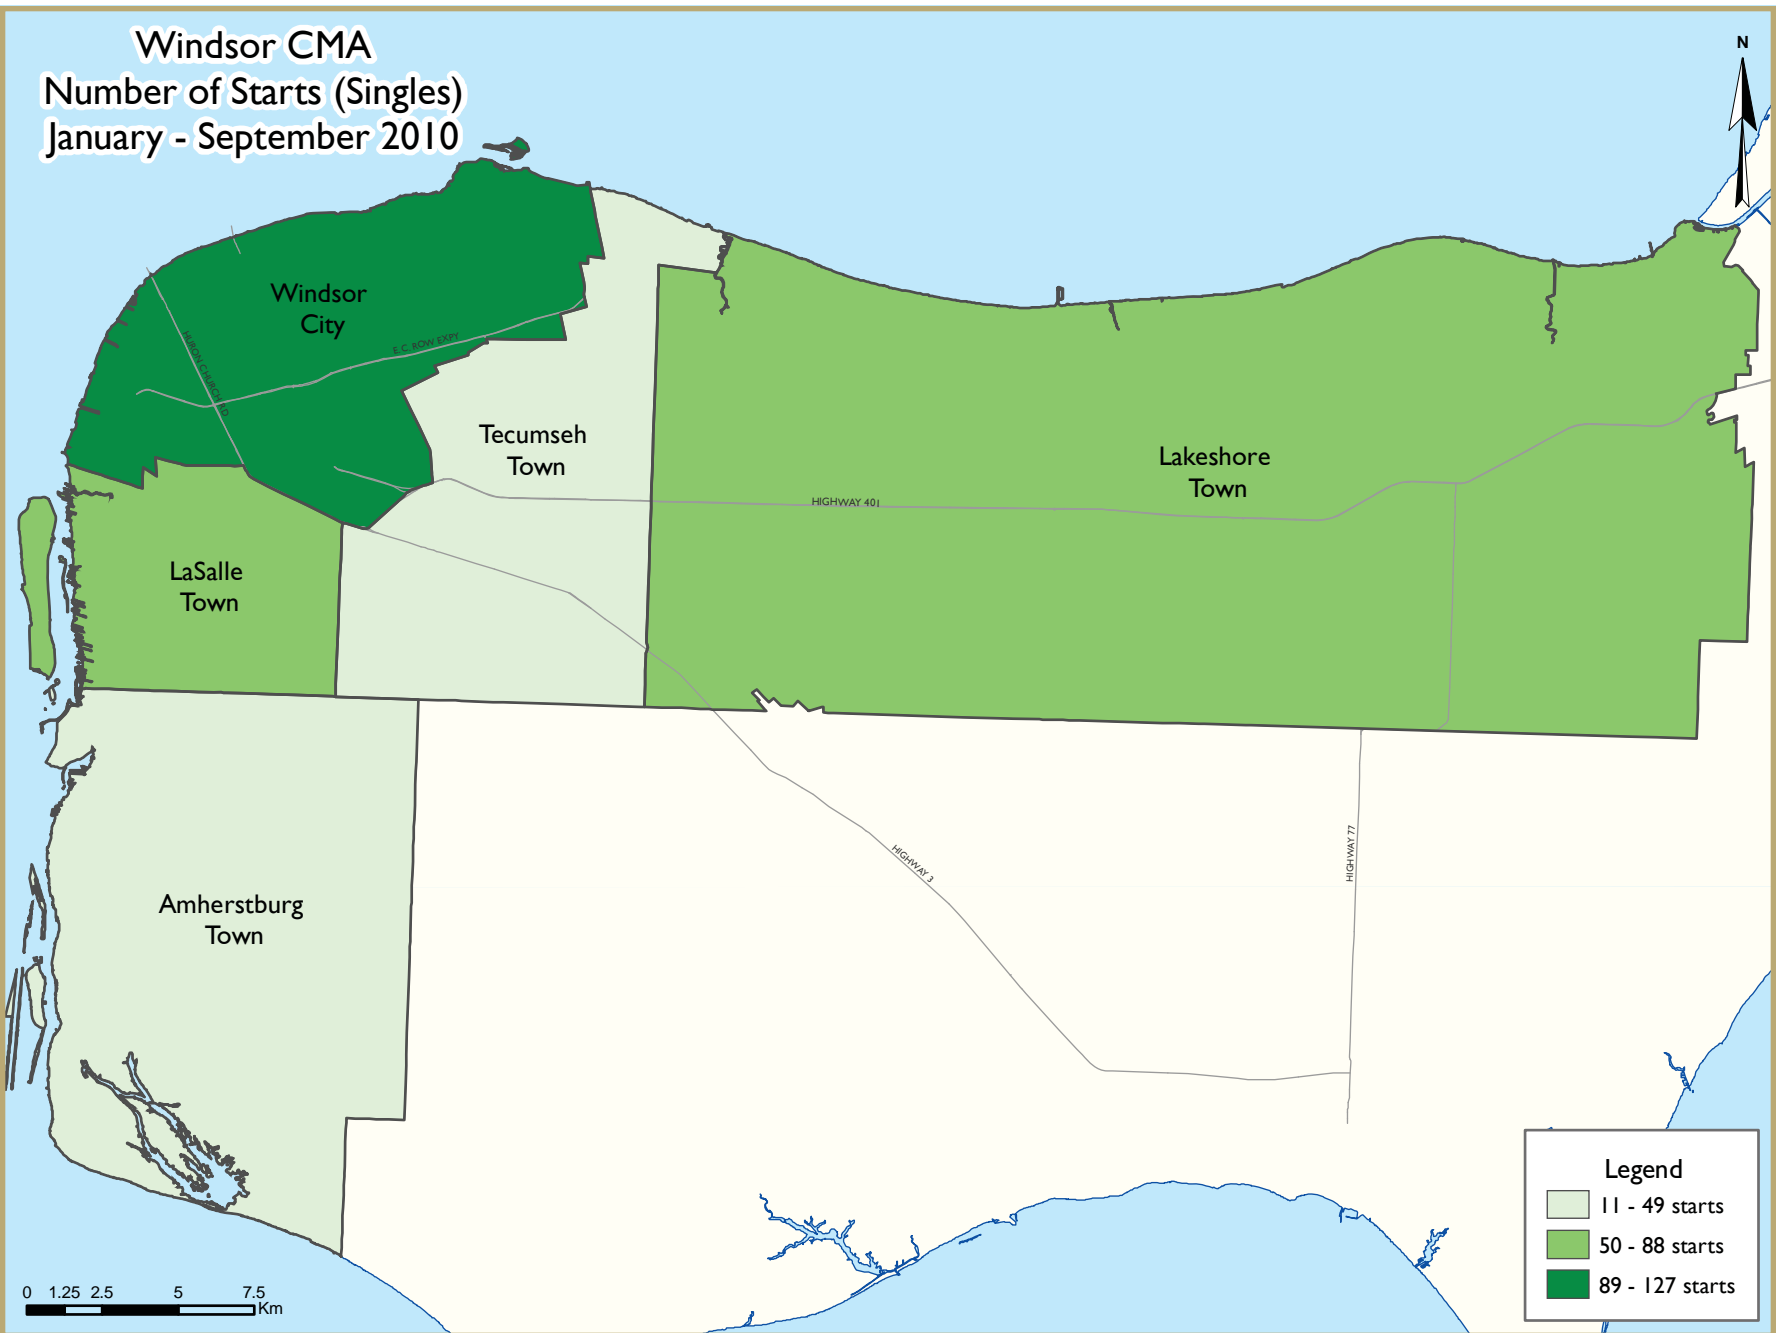 Windsor CMA
Number of Starts (Singles)
January - September 2010
N
Windsor
City
HURON CHURCH RD
E.C. ROW EXPY
Tecumseh
Town
Lakeshore
Town
HIGHWAY 401
LaSalle
Town
HIGHWAY 3
HIGHWAY 77
Amherstburg
Town
Legend
11 - 49 starts
50 - 88 starts
89 - 127 starts
0 1.25 2.5 5 7.5
Km